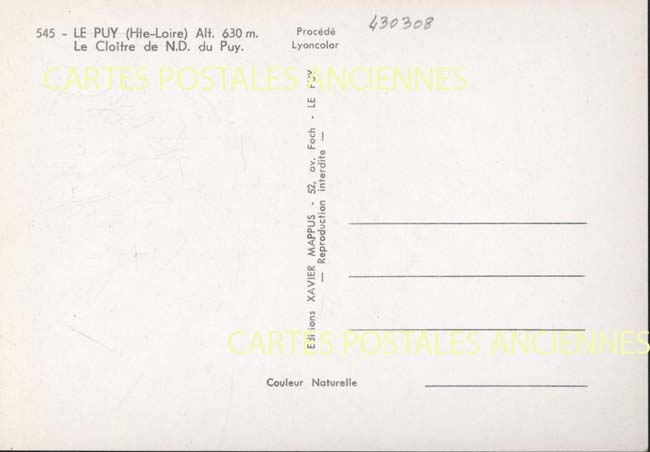 545 - LE PUY (Hte-Loire) Alt. 630 m.
Le Cloître de N.D. du Puy.
Procédé
Lyoncolor
430308
CARTES POSTALES ANCIENNES
Editions XAVIER MAPPUS - 52, av. Foch - LE PUY
— Reproduction interdite —
CARTES POSTALES ANCIENNES
Couleur Naturelle